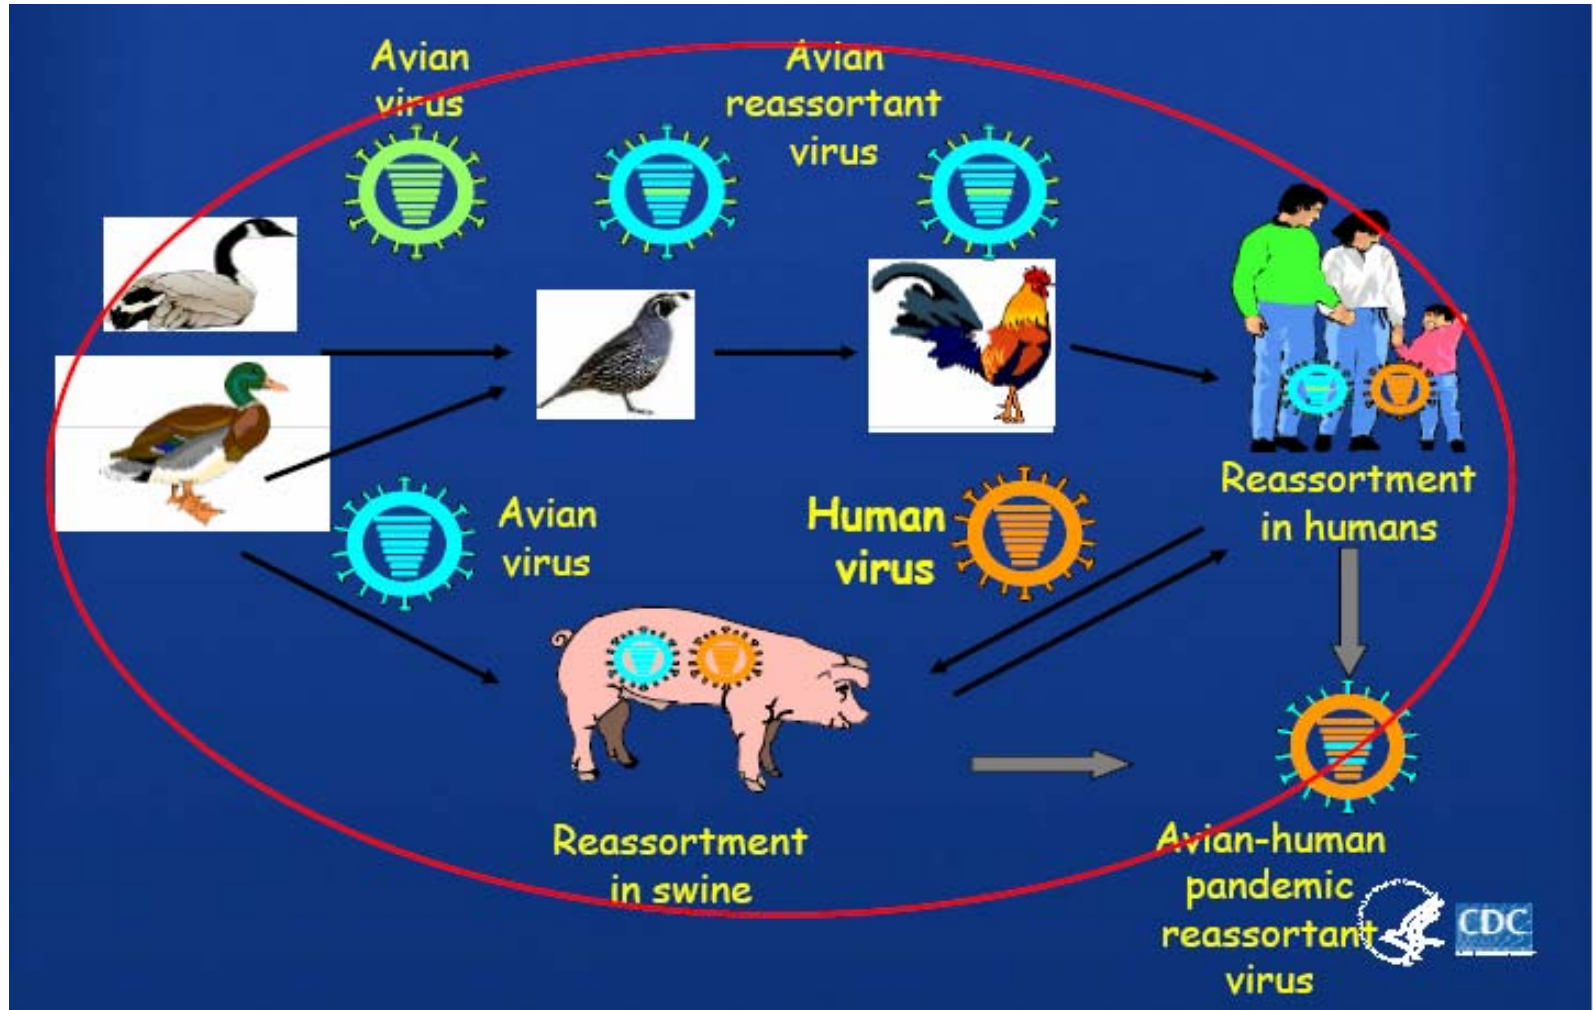 Avian
virus
Avian
reassortant
virus
Avian
virus
Human
virus
Reassortment
in humans
Reassortment
in swine
Avian-human
pandemic
reassortant
virus
CDC